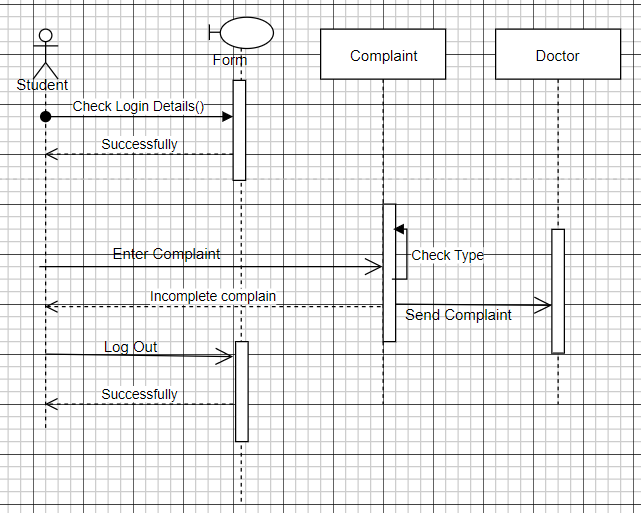 Form
Complaint
Doctor
Student
Check Login Details()
Successfully
Enter Complaint
Check Type
Incomplete complain
Send Complaint
Log Out
Successfully